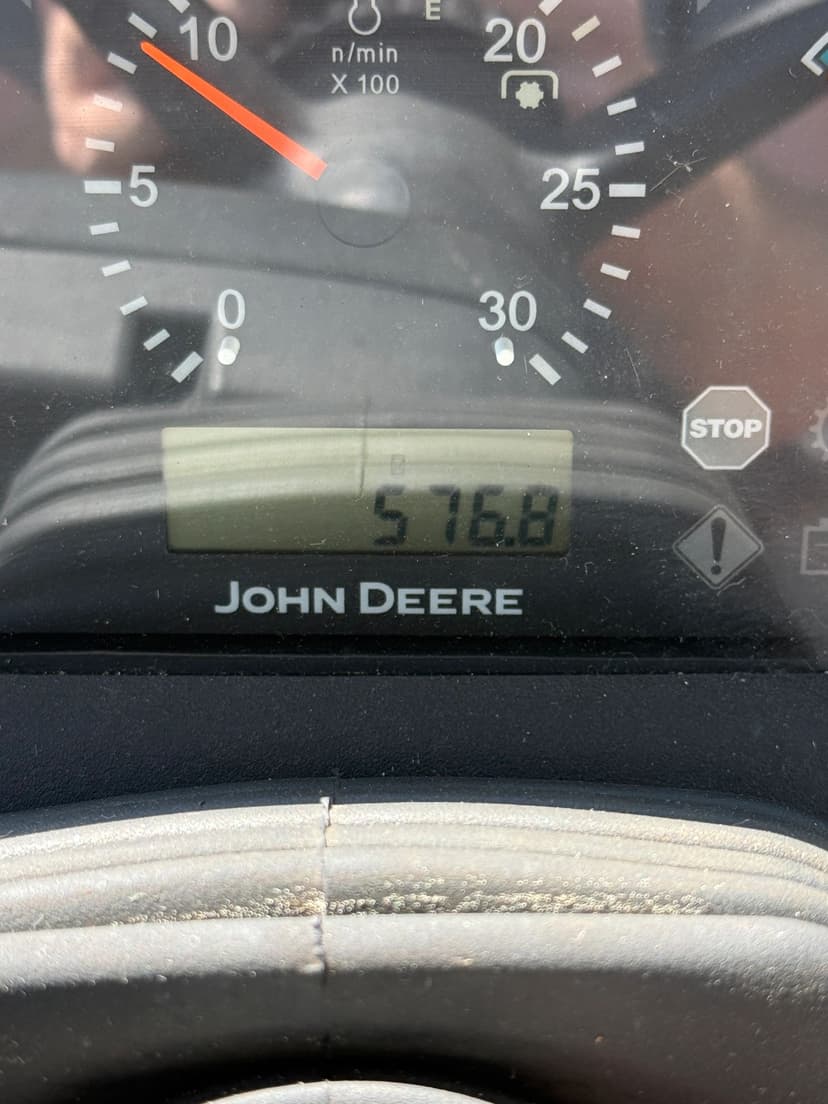 E
10 n/min 20
X 100
5 25
0 30
STOP
!
576.8
JOHN DEERE